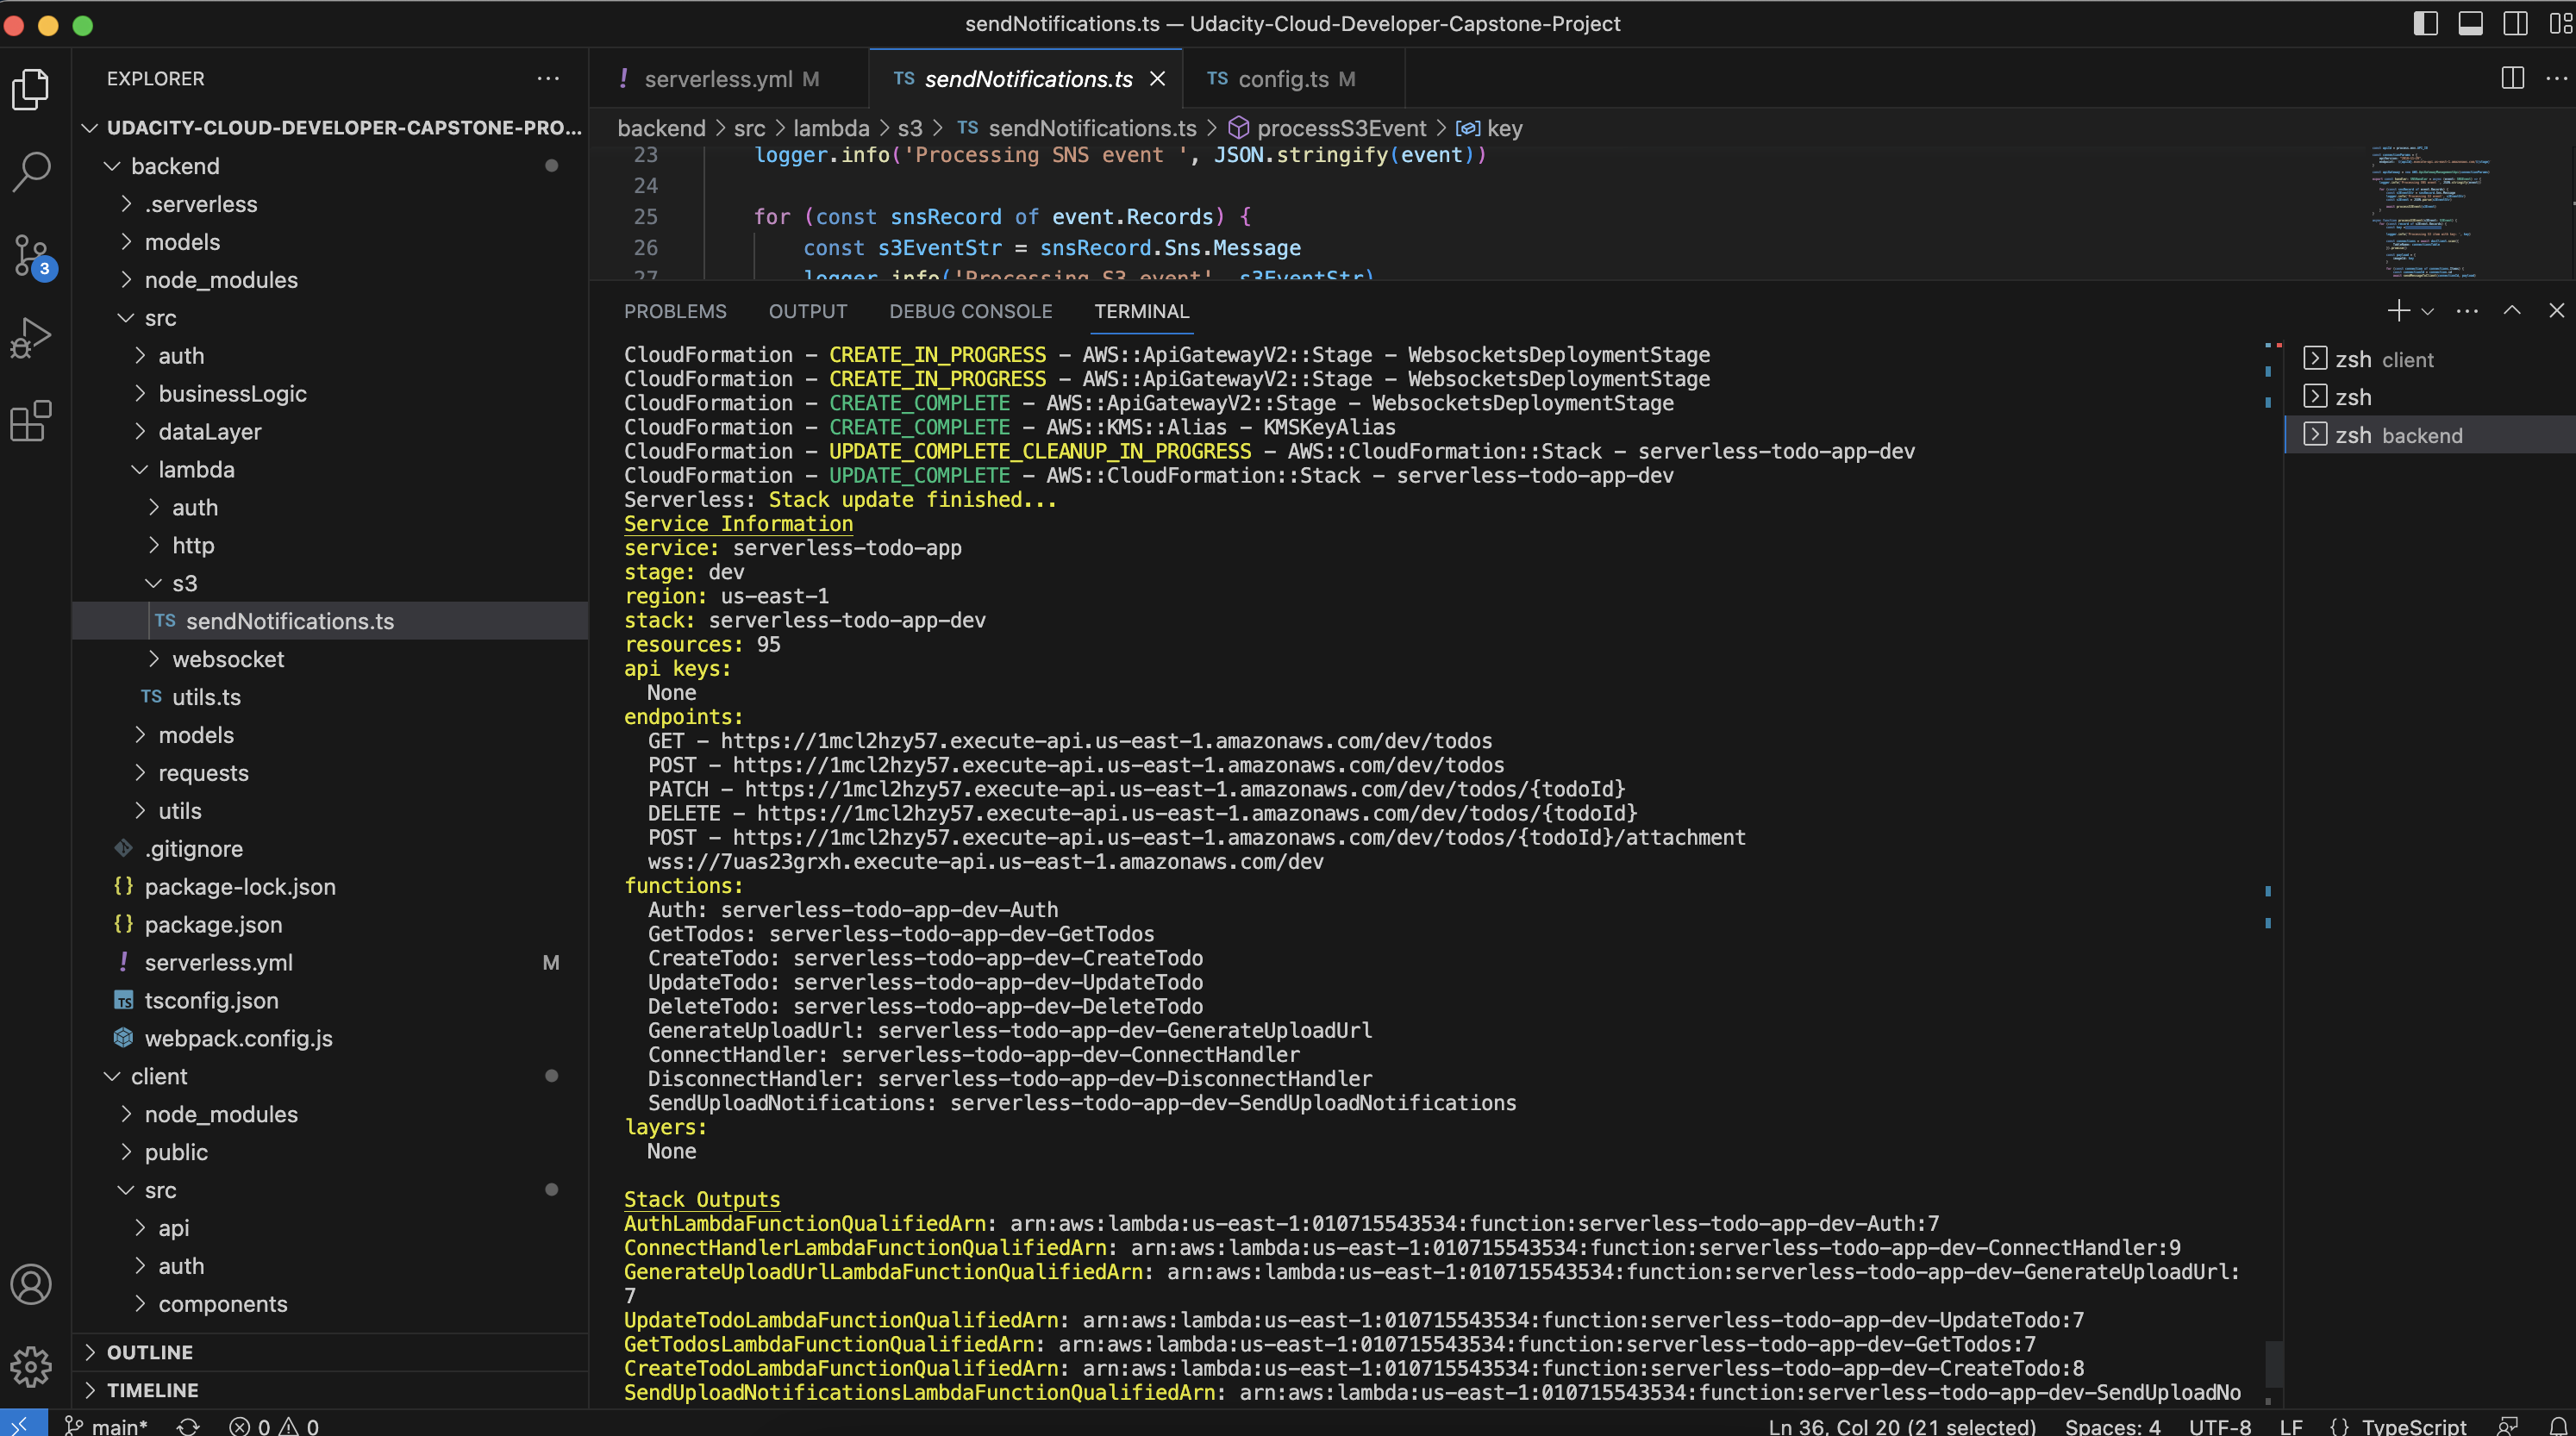 sendNotifications.ts — Udacity-Cloud-Developer-Capstone-Project
EXPLORER
UDACITY-CLOUD-DEVELOPER-CAPSTONE-PRO...
backend
.serverless
models
node_modules
src
auth
businessLogic
dataLayer
lambda
auth
http
s3
TS sendNotifications.ts
websocket
TS utils.ts
models
requests
utils
.gitignore
{} package-lock.json
{} package.json
! serverless.yml M
TS tsconfig.json
webpack.config.js
client
node_modules
public
src
api
auth
components
OUTLINE
TIMELINE
3
! serverless.yml M
TS sendNotifications.ts
TS config.ts M
backend > src > lambda > s3 > TS sendNotifications.ts > processS3Event > key
23 logger.info('Processing SNS event ', JSON.stringify(event))
24
25 for (const snsRecord of event.Records) {
26 const s3EventStr = snsRecord.Sns.Message
27 logger.info('Processing S3 event', s3EventStr)
PROBLEMS OUTPUT DEBUG CONSOLE TERMINAL
CloudFormation – CREATE_IN_PROGRESS – AWS::ApiGatewayV2::Stage – WebsocketsDeploymentStage
CloudFormation – CREATE_IN_PROGRESS – AWS::ApiGatewayV2::Stage – WebsocketsDeploymentStage
CloudFormation – CREATE_COMPLETE – AWS::ApiGatewayV2::Stage – WebsocketsDeploymentStage
CloudFormation – CREATE_COMPLETE – AWS::KMS::Alias – KMSKeyAlias
CloudFormation – UPDATE_COMPLETE_CLEANUP_IN_PROGRESS – AWS::CloudFormation::Stack – serverless-todo-app-dev
CloudFormation – UPDATE_COMPLETE – AWS::CloudFormation::Stack – serverless-todo-app-dev
Serverless: Stack update finished...
Service Information
service: serverless-todo-app
stage: dev
region: us-east-1
stack: serverless-todo-app-dev
resources: 95
api keys:
None
endpoints:
GET – https://1mcl2hzy57.execute-api.us-east-1.amazonaws.com/dev/todos
POST – https://1mcl2hzy57.execute-api.us-east-1.amazonaws.com/dev/todos
PATCH – https://1mcl2hzy57.execute-api.us-east-1.amazonaws.com/dev/todos/{todoId}
DELETE – https://1mcl2hzy57.execute-api.us-east-1.amazonaws.com/dev/todos/{todoId}
POST – https://1mcl2hzy57.execute-api.us-east-1.amazonaws.com/dev/todos/{todoId}/attachment
wss://7uas23grxh.execute-api.us-east-1.amazonaws.com/dev
functions:
Auth: serverless-todo-app-dev-Auth
GetTodos: serverless-todo-app-dev-GetTodos
CreateTodo: serverless-todo-app-dev-CreateTodo
UpdateTodo: serverless-todo-app-dev-UpdateTodo
DeleteTodo: serverless-todo-app-dev-DeleteTodo
GenerateUploadUrl: serverless-todo-app-dev-GenerateUploadUrl
ConnectHandler: serverless-todo-app-dev-ConnectHandler
DisconnectHandler: serverless-todo-app-dev-DisconnectHandler
SendUploadNotifications: serverless-todo-app-dev-SendUploadNotifications
layers:
None
Stack Outputs
AuthLambdaFunctionQualifiedArn: arn:aws:lambda:us-east-1:010715543534:function:serverless-todo-app-dev-Auth:7
ConnectHandlerLambdaFunctionQualifiedArn: arn:aws:lambda:us-east-1:010715543534:function:serverless-todo-app-dev-ConnectHandler:9
GenerateUploadUrlLambdaFunctionQualifiedArn: arn:aws:lambda:us-east-1:010715543534:function:serverless-todo-app-dev-GenerateUploadUrl:
7
UpdateTodoLambdaFunctionQualifiedArn: arn:aws:lambda:us-east-1:010715543534:function:serverless-todo-app-dev-UpdateTodo:7
GetTodosLambdaFunctionQualifiedArn: arn:aws:lambda:us-east-1:010715543534:function:serverless-todo-app-dev-GetTodos:7
CreateTodoLambdaFunctionQualifiedArn: arn:aws:lambda:us-east-1:010715543534:function:serverless-todo-app-dev-CreateTodo:8
SendUploadNotificationsLambdaFunctionQualifiedArn: arn:aws:lambda:us-east-1:010715543534:function:serverless-todo-app-dev-SendUploadNo
zsh client
zsh
zsh backend
main* 0 0 Ln 36, Col 20 (21 selected) Spaces: 4 UTF-8 LF {} TypeScript